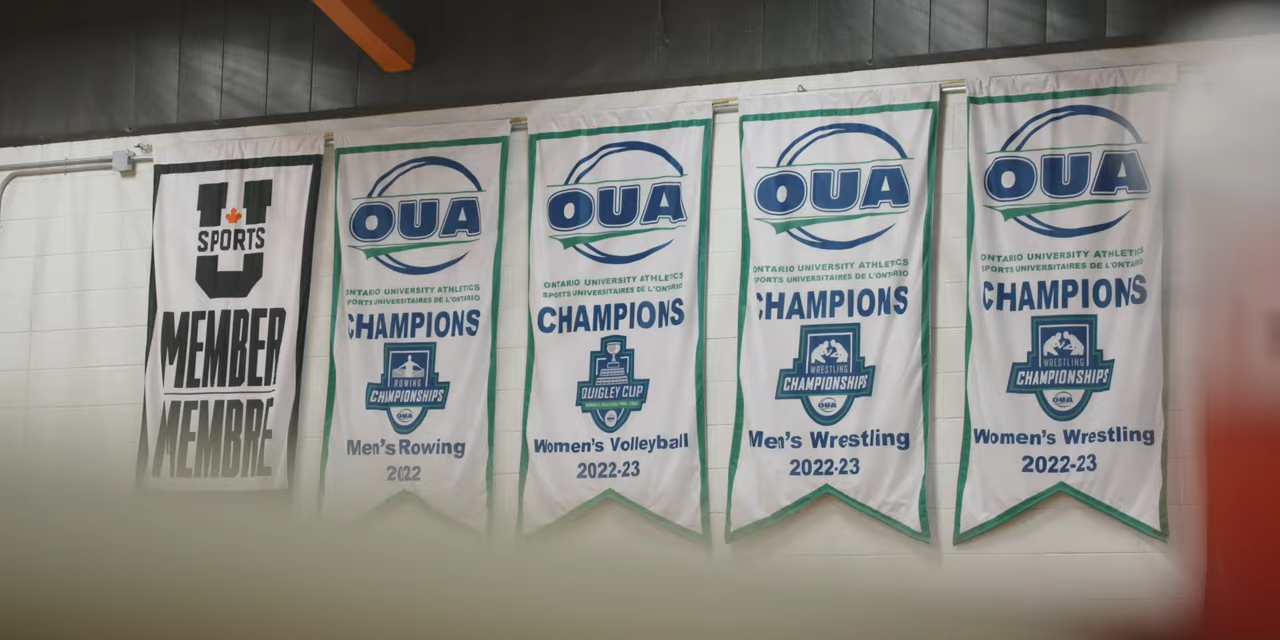 U
SPORTS
MEMBER
MEMBRE
OUA
ONTARIO UNIVERSITY ATHLETICS
SPORTS UNIVERSITAIRES DE L'ONTARIO
CHAMPIONS
ROWING
CHAMPIONSHIPS
OUA
Men's Rowing
2022
OUA
ONTARIO UNIVERSITY ATHLETICS
SPORTS UNIVERSITAIRES DE L'ONTARIO
CHAMPIONS
QUIGLEY CUP
Women's Volleyball
2022-23
OUA
ONTARIO UNIVERSITY ATHLETICS
SPORTS UNIVERSITAIRES DE L'ONTARIO
CHAMPIONS
WRESTLING
CHAMPIONSHIPS
OUA
Men's Wrestling
2022-23
OUA
ONTARIO UNIVERSITY ATHLETICS
SPORTS UNIVERSITAIRES DE L'ONTARIO
CHAMPIONS
WRESTLING
CHAMPIONSHIPS
OUA
Women's Wrestling
2022-23